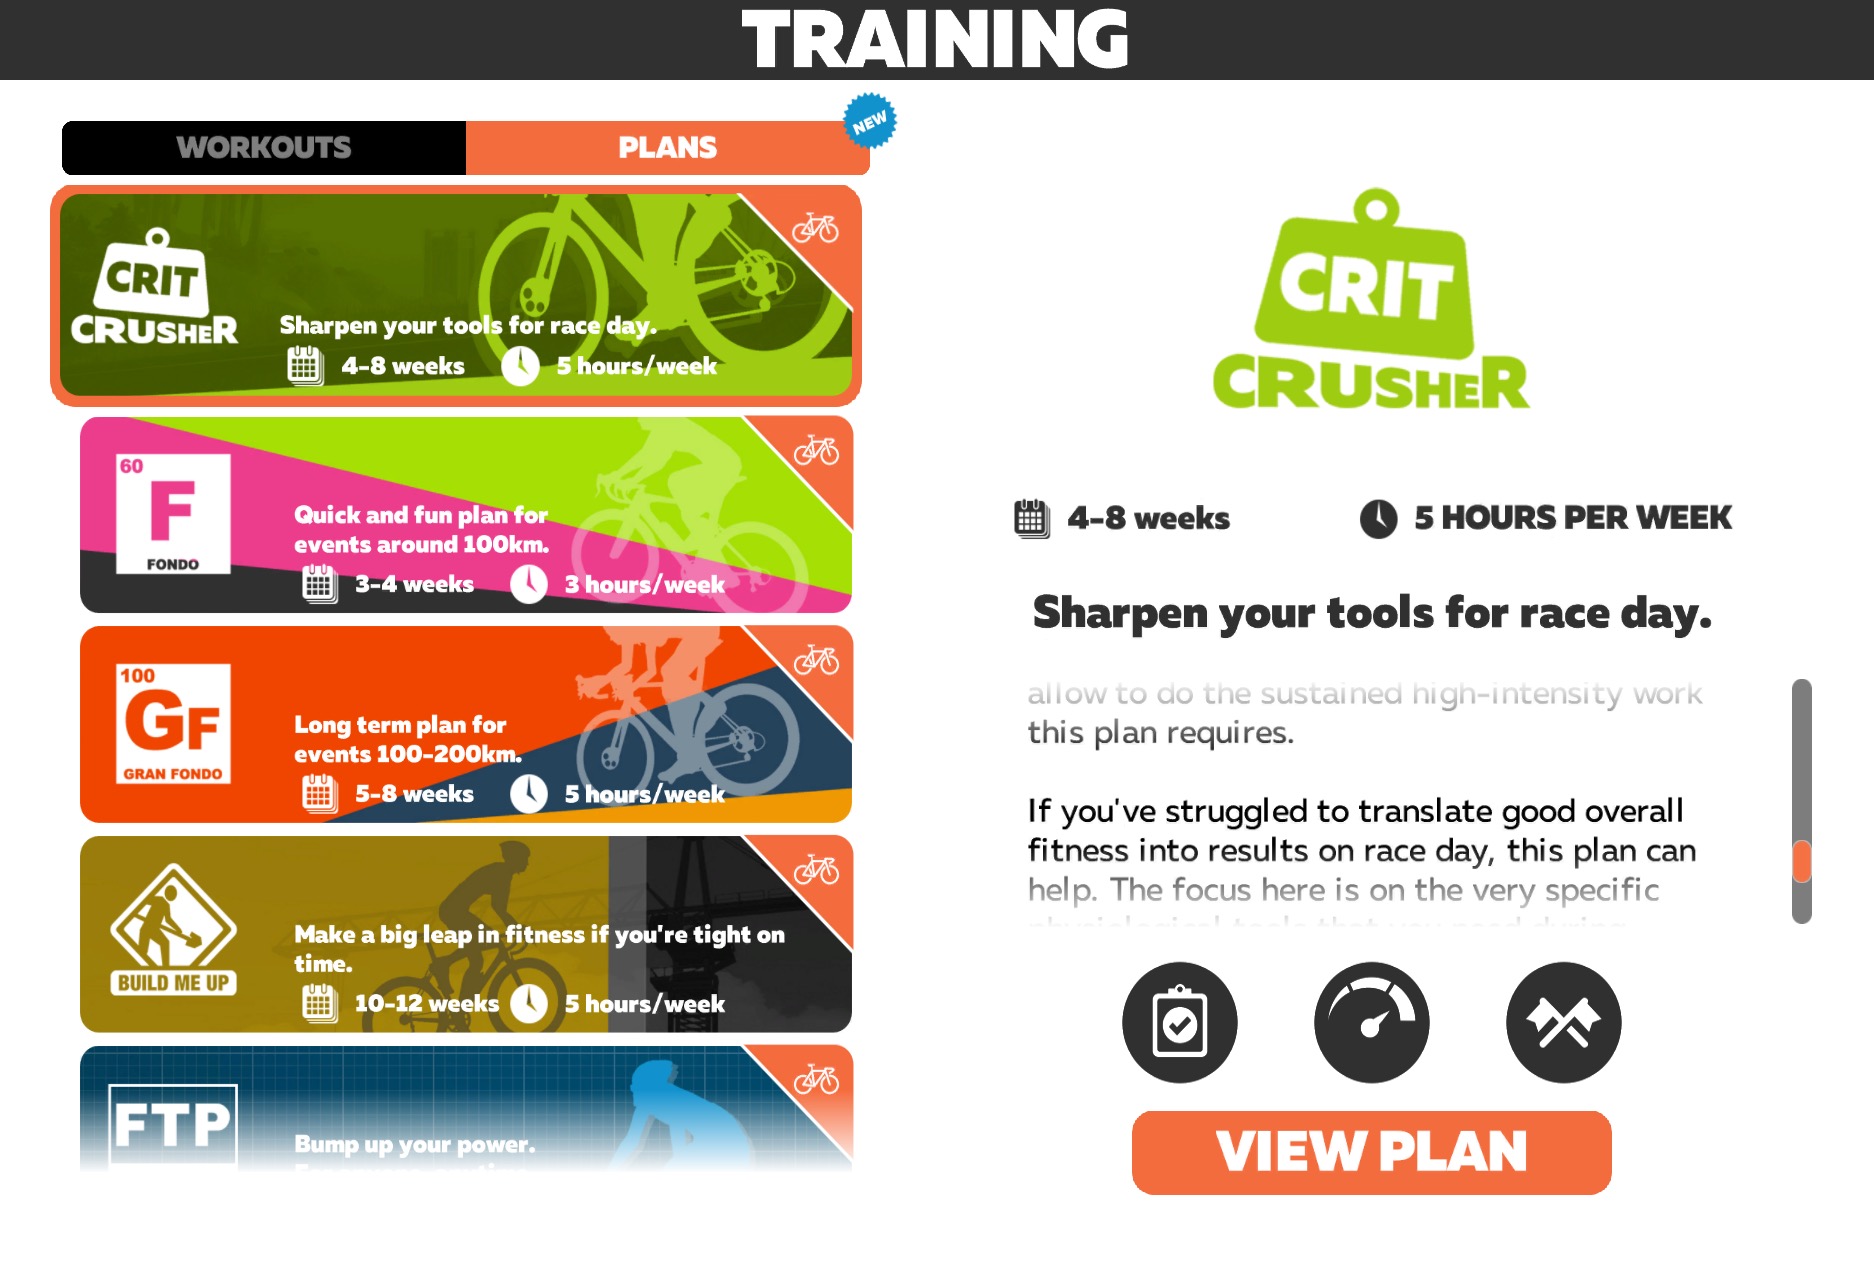 TRAINING
WORKOUTS
PLANS
NEW
CRIT
CRUSHER
Sharpen your tools for race day.
4-8 weeks
5 hours/week
60
F
FONDO
Quick and fun plan for
events around 100km.
3-4 weeks
3 hours/week
100
GF
GRAN FONDO
Long term plan for
events 100-200km.
5-8 weeks
5 hours/week
BUILD ME UP
Make a big leap in fitness if you're tight on
time.
10-12 weeks
5 hours/week
FTP
Bump up your power.
CRIT
CRUSHER
4-8 weeks
5 HOURS PER WEEK
Sharpen your tools for race day.
allow to do the sustained high-intensity work
this plan requires.
If you've struggled to translate good overall
fitness into results on race day, this plan can
help. The focus here is on the very specific
physiological tools that you need during
VIEW PLAN